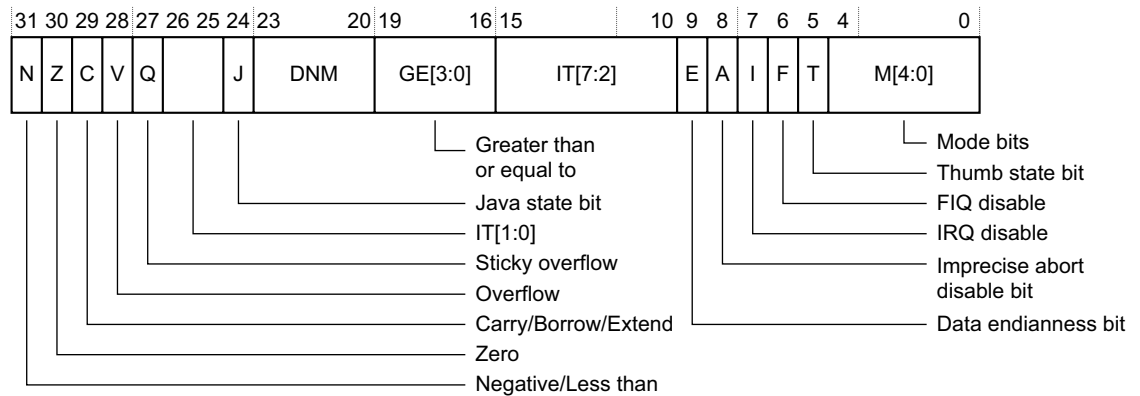 31 30 29 28 27 26 25 24 23 20 19 16 15 10 9 8 7 6 5 4 0
N Z C V Q J DNM GE[3:0] IT[7:2] E A I F T M[4:0]
Greater than
or equal to
Java state bit
IT[1:0]
Sticky overflow
Overflow
Carry/Borrow/Extend
Zero
Negative/Less than
Mode bits
Thumb state bit
FIQ disable
IRQ disable
Imprecise abort
disable bit
Data endianness bit